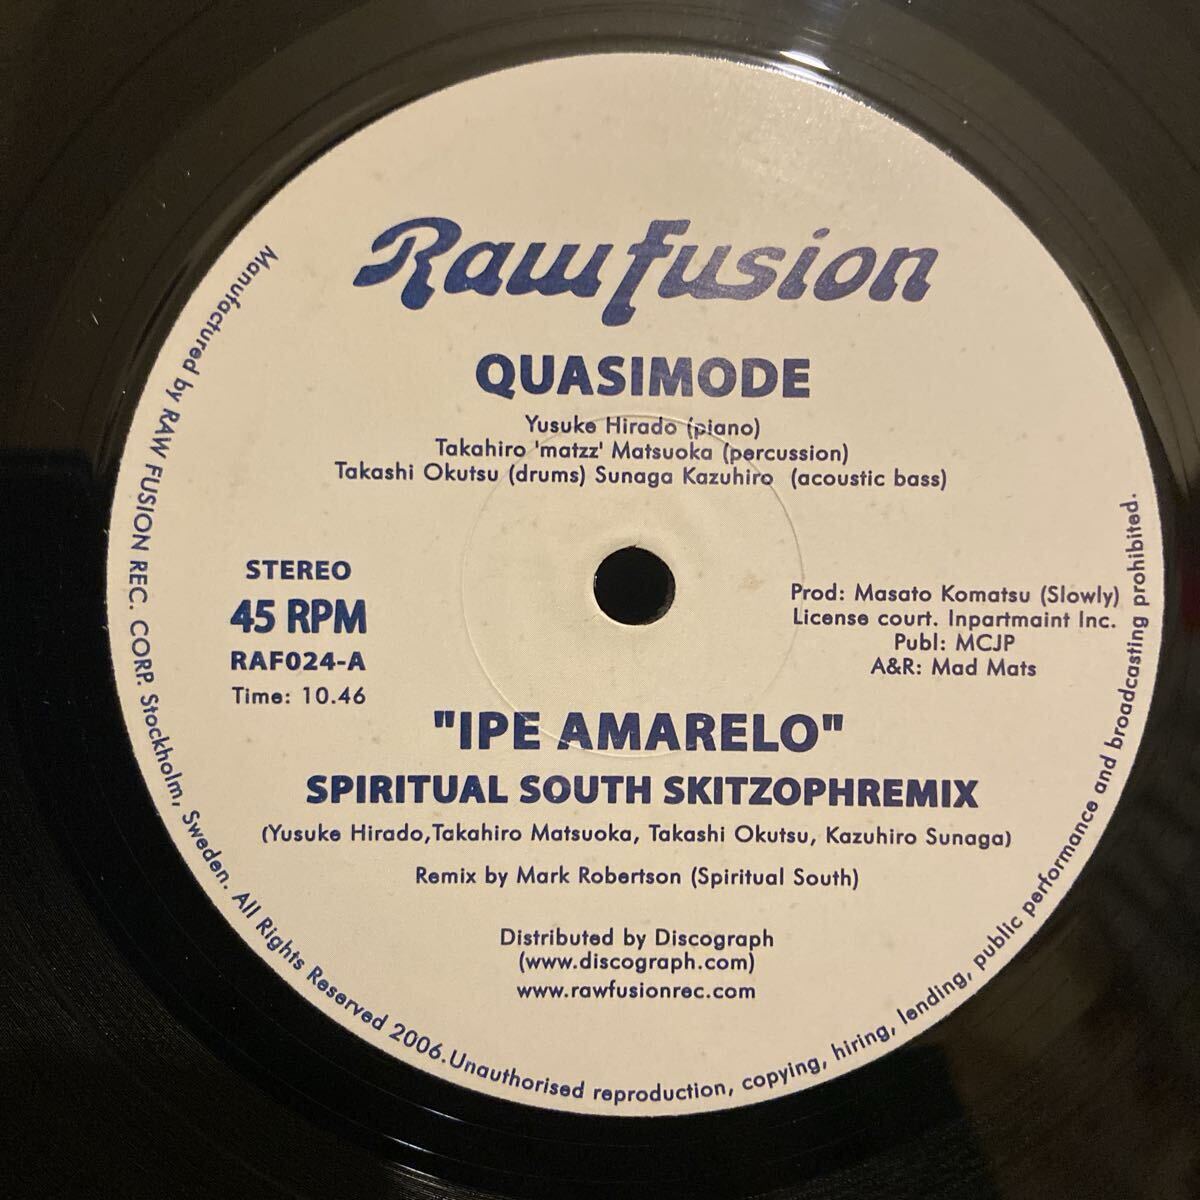 Rawfusion
QUASIMODE
Yusuke Hirado (piano)
Takahiro 'matzz' Matsuoka (percussion)
Takashi Okutsu (drums) Sunaga Kazuhiro (acoustic bass)
STEREO
45 RPM
RAF024-A
Time: 10.46
Prod: Masato Komatsu (Slowly)
License court. Inpartmaint Inc.
Publ: MCJP
A&R: Mad Mats
"IPE AMARELO"
SPIRITUAL SOUTH SKITZOPHREMIX
(Yusuke Hirado,Takahiro Matsuoka, Takashi Okutsu, Kazuhiro Sunaga)
Remix by Mark Robertson (Spiritual South)
Distributed by Discograph
(www.discograph.com)
www.rawfusionrec.com
Manufactured by RAW FUSION REC. CORP. Stockholm, Sweden. All Rights Reserved 2006.Unauthorised reproduction, copying, hiring, lending, public performance and broadcasting prohibited.